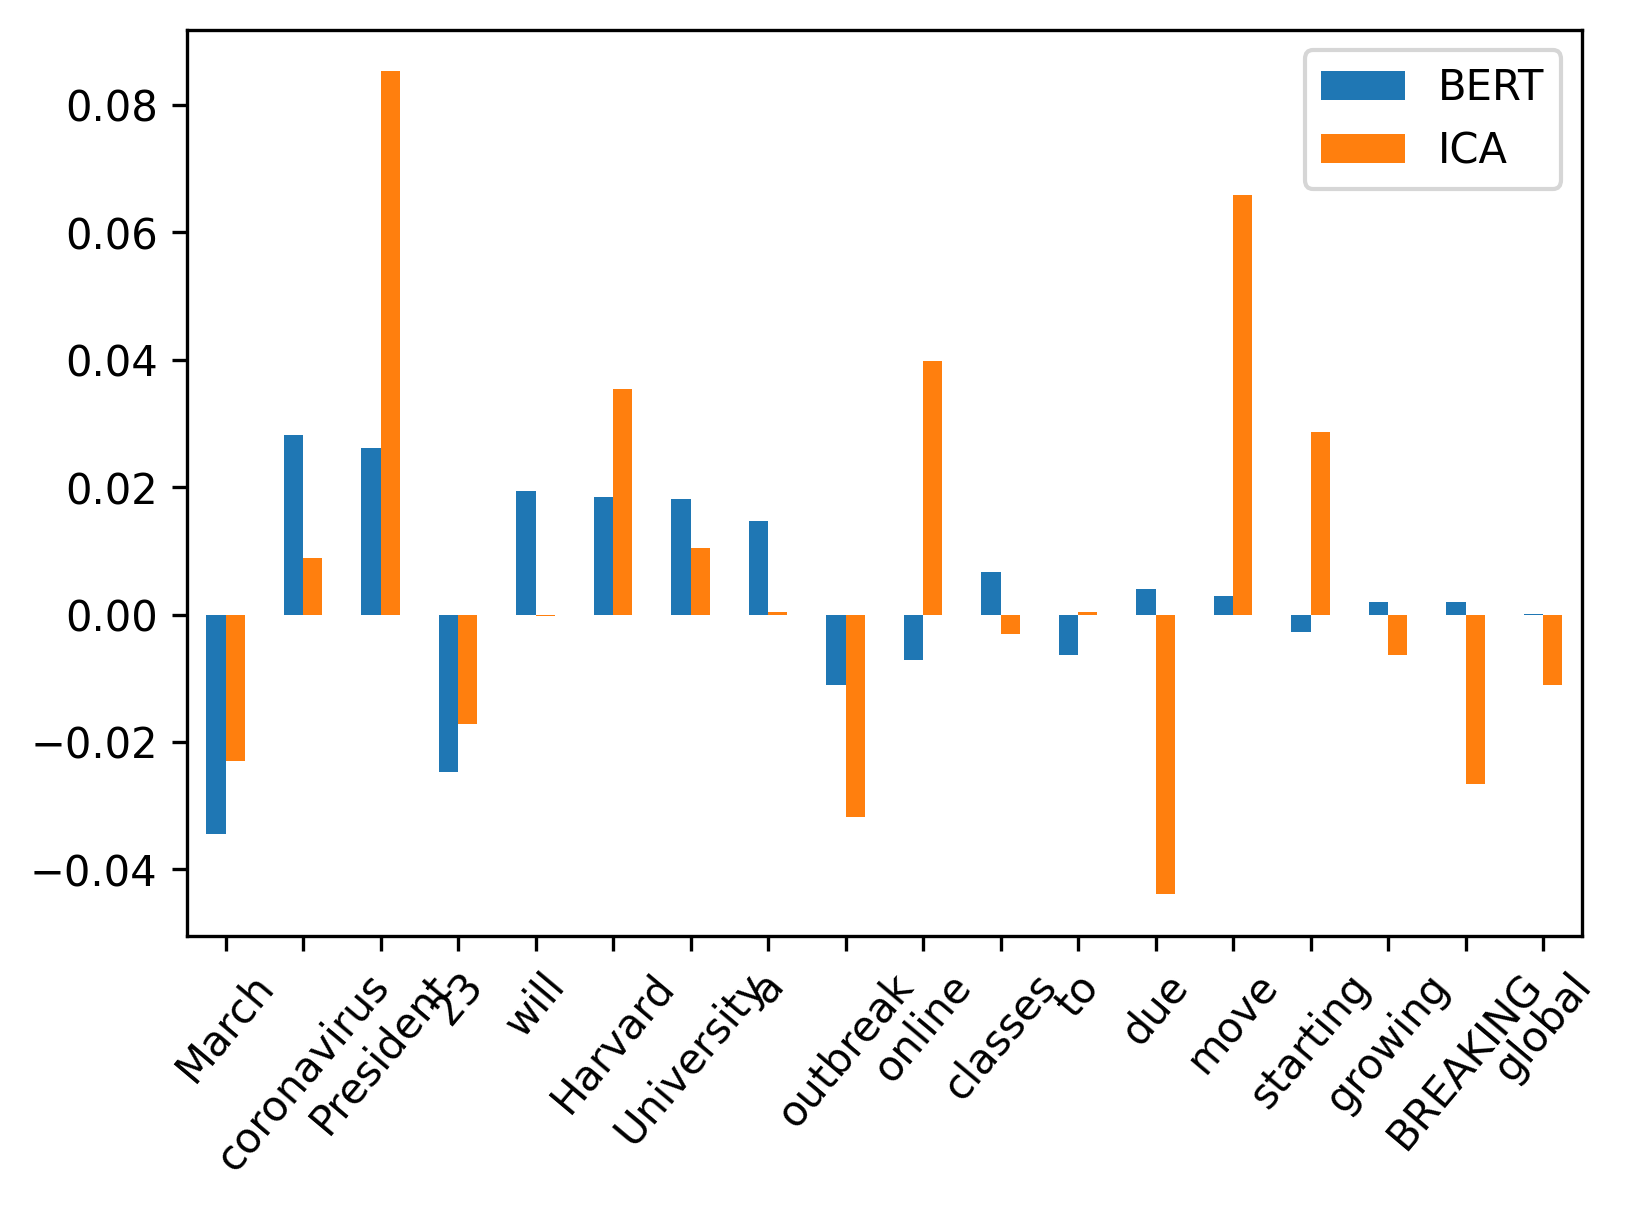 BERT
ICA
0.08
0.06
0.04
0.02
0.00
−0.02
−0.04
March
coronavirus
President
23
will
Harvard
University
a
outbreak
online
classes
to
due
move
starting
growing
BREAKING
global